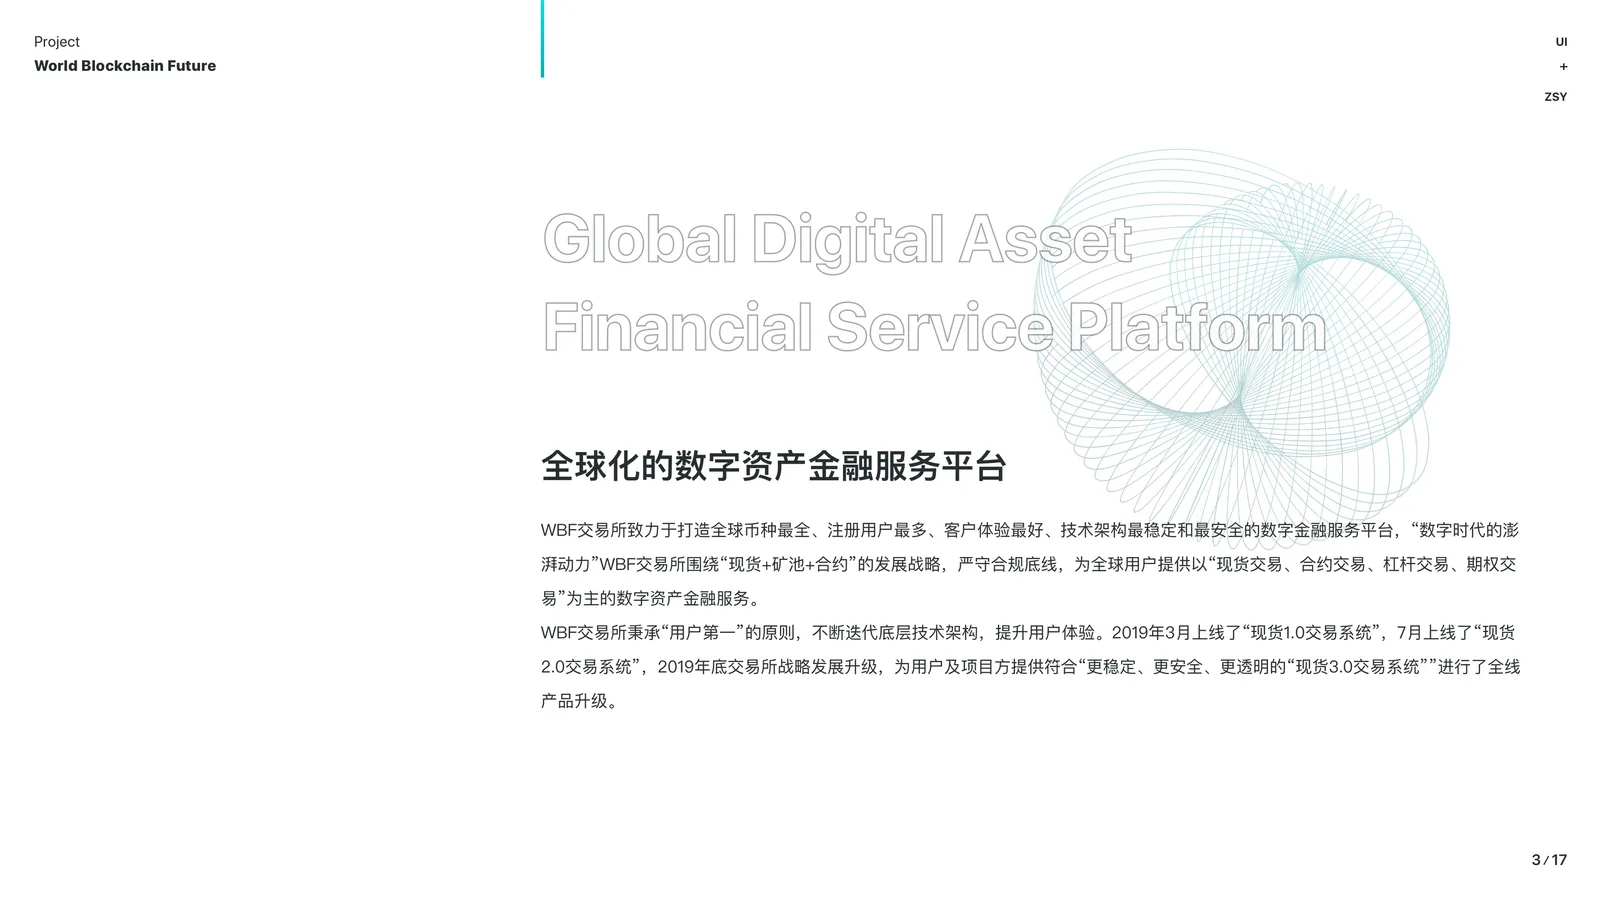 Project
World Blockchain Future
UI
+
ZSY
Global Digital Asset
Financial Service Platform
全球化的数字资产金融服务平台
WBF交易所致力于打造全球币种最全、注册用户最多、客户体验最好、技术架构最稳定和最安全的数字金融服务平台，“数字时代的澎
湃动力”WBF交易所围绕“现货+矿池+合约”的发展战略，严守合规底线，为全球用户提供以“现货交易、合约交易、杠杆交易、期权交
易”为主的数字资产金融服务。
WBF交易所秉承“用户第一”的原则，不断迭代底层技术架构，提升用户体验。2019年3月上线了“现货1.0交易系统”，7月上线了“现货
2.0交易系统”，2019年底交易所战略发展升级，为用户及项目方提供符合“更稳定、更安全、更透明的“现货3.0交易系统””进行了全线
产品升级。
3 / 17